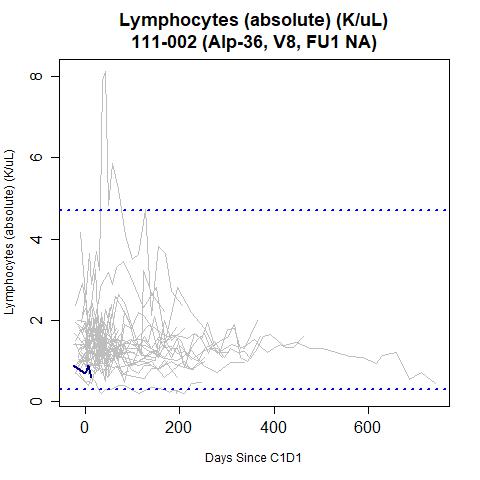 Lymphocytes (absolute) (K/uL)
111-002 (Alp-36, V8, FU1 NA)
Lymphocytes (absolute) (K/uL)
8
6
4
2
0
0 200 400 600
Days Since C1D1